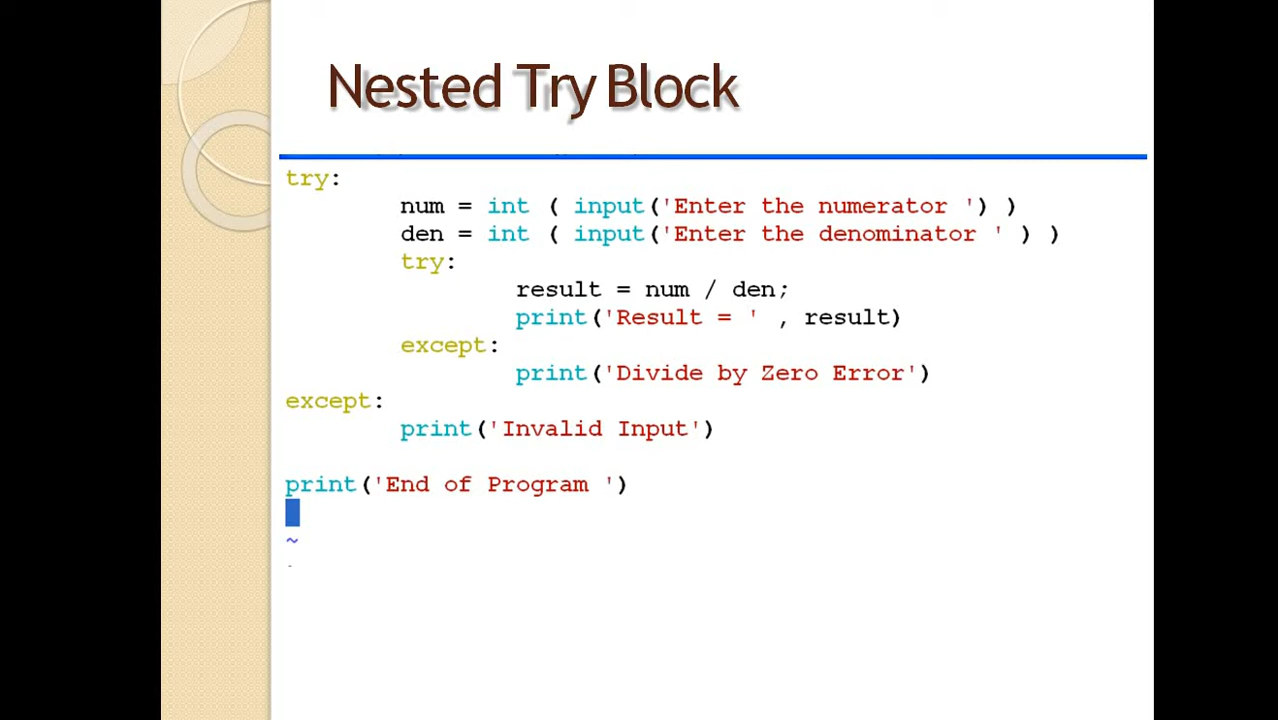 Nested Try Block
try:
        num = int ( input('Enter the numerator ') )
        den = int ( input('Enter the denominator ' ) )
        try:
                result = num / den;
                print('Result = ' , result)
        except:
                print('Divide by Zero Error')
except:
        print('Invalid Input')
print('End of Program ')
~